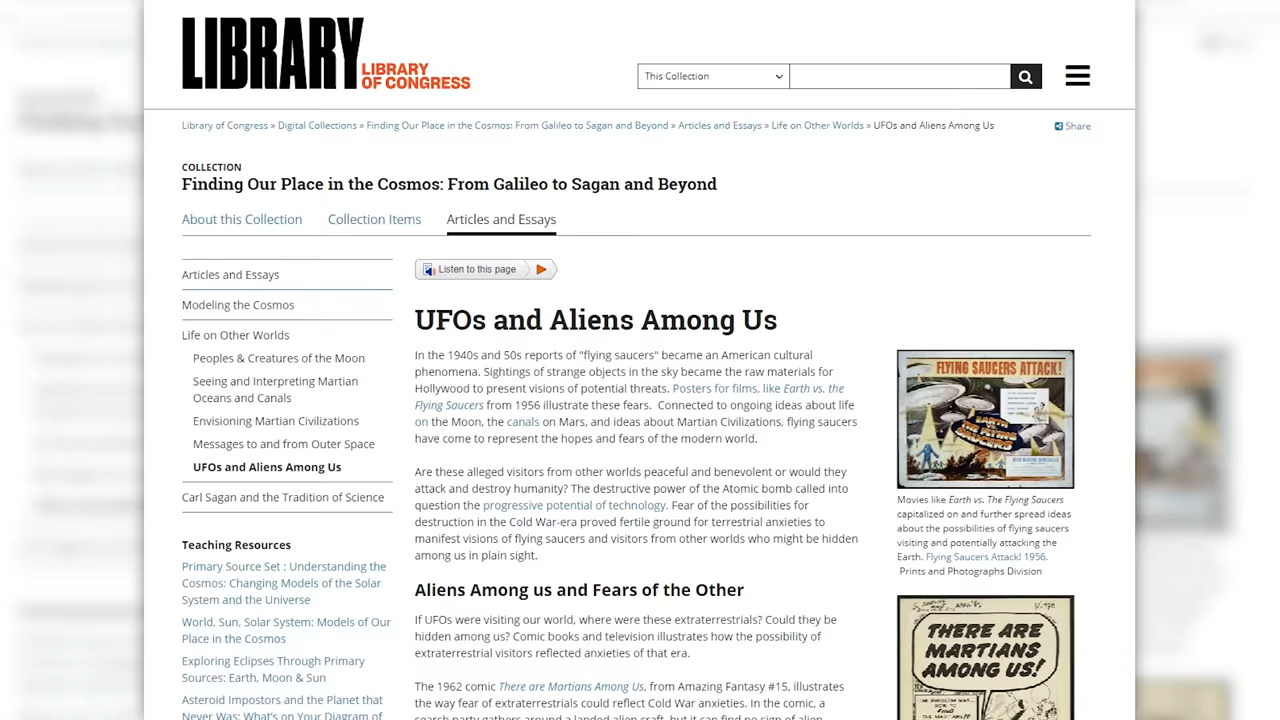 LIBRARY
LIBRARY
OF CONGRESS
This Collection
Library of Congress » Digital Collections » Finding Our Place in the Cosmos: From Galileo to Sagan and Beyond » Articles and Essays » Life on Other Worlds » UFOs and Aliens Among Us
Share
COLLECTION
Finding Our Place in the Cosmos: From Galileo to Sagan and Beyond
About this Collection
Collection Items
Articles and Essays
Articles and Essays
Modeling the Cosmos
Life on Other Worlds
Peoples & Creatures of the Moon
Seeing and Interpreting Martian
Oceans and Canals
Envisioning Martian Civilizations
Messages to and from Outer Space
UFOs and Aliens Among Us
Carl Sagan and the Tradition of Science
Teaching Resources
Primary Source Set : Understanding the
Cosmos: Changing Models of the Solar
System and the Universe
World, Sun, Solar System: Models of Our
Place in the Cosmos
Exploring Eclipses Through Primary
Sources: Earth, Moon & Sun
Asteroid Impostors and the Planet that
Never Was: What's on Your Diagram of
Listen to this page
UFOs and Aliens Among Us
In the 1940s and 50s reports of "flying saucers" became an American cultural
phenomena. Sightings of strange objects in the sky became the raw materials for
Hollywood to present visions of potential threats. Posters for films, like Earth vs. the
Flying Saucers from 1956 illustrate these fears. Connected to ongoing ideas about life
on the Moon, the canals on Mars, and ideas about Martian Civilizations, flying saucers
have come to represent the hopes and fears of the modern world.
Are these alleged visitors from other worlds peaceful and benevolent or would they
attack and destroy humanity? The destructive power of the Atomic bomb called into
question the progressive potential of technology. Fear of the possibilities for
destruction in the Cold War-era proved fertile ground for terrestrial anxieties to
manifest visions of flying saucers and visitors from other worlds who might be hidden
among us in plain sight.
Aliens Among us and Fears of the Other
If UFOs were visiting our world, where were these extraterrestrials? Could they be
hidden among us? Comic books and television illustrates how the possibility of
extraterrestrial visitors reflected anxieties of that era.
The 1962 comic There are Martians Among Us, from Amazing Fantasy #15, illustrates
the way fear of extraterrestrials could reflect Cold War anxieties. In the comic, a
search party gathers around a landed alien craft, but it can find no sign of alien
FLYING SAUCERS ATTACK!
EARTH
VS.
THE FLYING
SAUCERS
Movies like Earth vs. The Flying Saucers
capitalized on and further spread ideas
about the possibilities of flying saucers
visiting and potentially attacking the
Earth. Flying Saucers Attack! 1956.
Prints and Photographs Division
THERE ARE
MARTIANS
AMONG US!